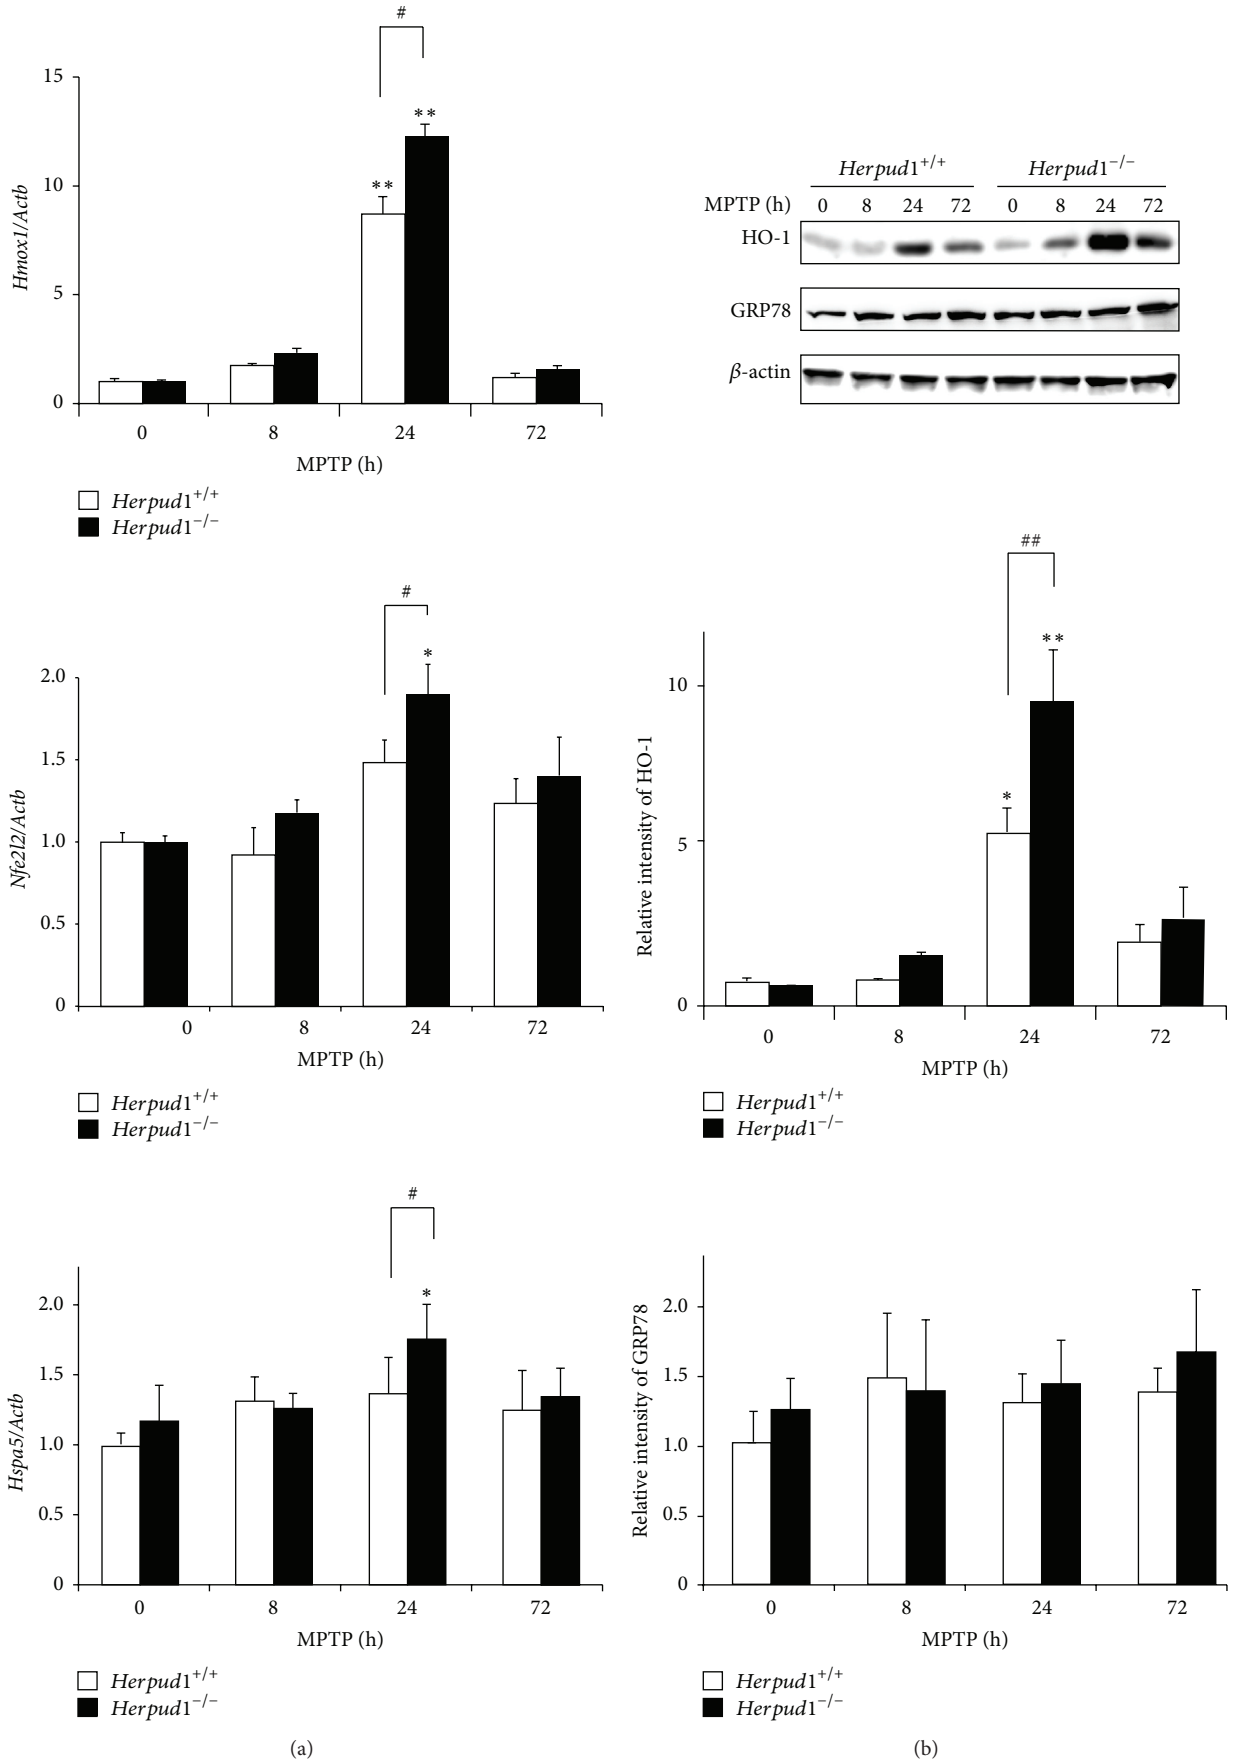 #
15
10
5
0
Hmox1/Actb
** **
0 8 24 72
MPTP (h)
Herpud1+/+
Herpud1−/−
#
2.0
1.5
1.0
0.5
0
Nfe2l2/Actb
*
0 8 24 72
MPTP (h)
Herpud1+/+
Herpud1−/−
#
2.0
1.5
1.0
0.5
0
Hspa5/Actb
*
0 8 24 72
MPTP (h)
Herpud1+/+
Herpud1−/−
(a)
Herpud1+/+ Herpud1−/−
MPTP (h) 0 8 24 72 0 8 24 72
HO-1
GRP78
β-actin
##
10
5
0
Relative intensity of HO-1
* **
0 8 24 72
MPTP (h)
Herpud1+/+
Herpud1−/−
2.0
1.5
1.0
0.5
0
Relative intensity of GRP78
0 8 24 72
MPTP (h)
Herpud1+/+
Herpud1−/−
(b)